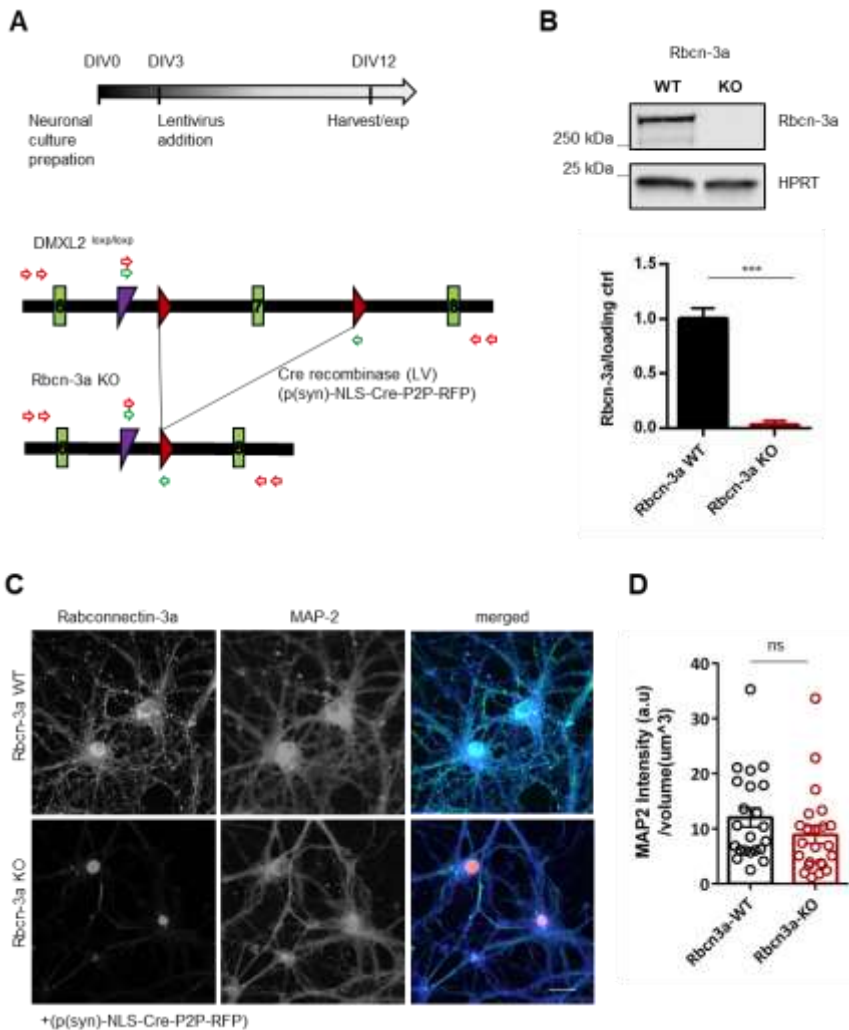 A
DIV0 DIV3 DIV12
Neuronal culture prepation
Lentivirus addition
Harvest/exp
DMXL2 loxp/loxp
7
Rbcn-3a KO
Cre recombinase (LV)
(p(syn)-NLS-Cre-P2P-RFP)
B
Rbcn-3a
WT KO
Rbcn-3a
250 kDa
25 kDa
HPRT
***
1.5
1.0
0.5
0.0
Rbcn-3a/loading ctrl
Rbcn-3a WT
Rbcn-3a KO
C
Rabconnectin-3a MAP-2 merged
Rbcn-3a WT
Rbcn-3a KO
+(p(syn)-NLS-Cre-P2P-RFP)
D
ns
40
30
20
10
0
MAP2 Intensity (a.u)
/volume(um^3)
Rbcn3a-WT
Rbcn3a-KO